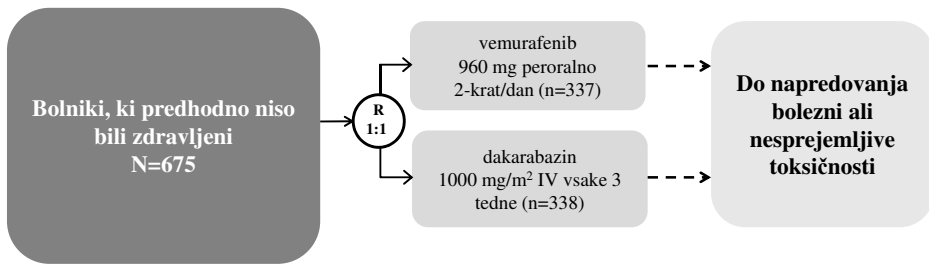 Bolniki, ki predhodno niso
bili zdravljeni
N=675
R
1:1
vemurafenib
960 mg peroralno
2-krat/dan (n=337)
dakarabazin
1000 mg/m² IV vsake 3
tedne (n=338)
Do napredovanja
bolezni ali
nesprejemljive
toksičnosti